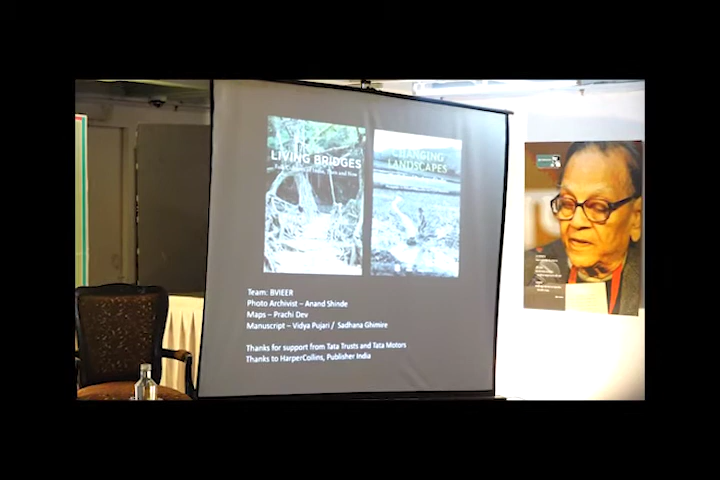 LIVING BRIDGES
CHANGING
LANDSCAPES
Team: BVIEER
Photo Archivist – Anand Shinde
Maps – Prachi Dev
Manuscript – Vidya Pujari / Sadhana Ghimire
Thanks for support from Tata Trusts and Tata Motors
Thanks to HarperCollins, Publisher India